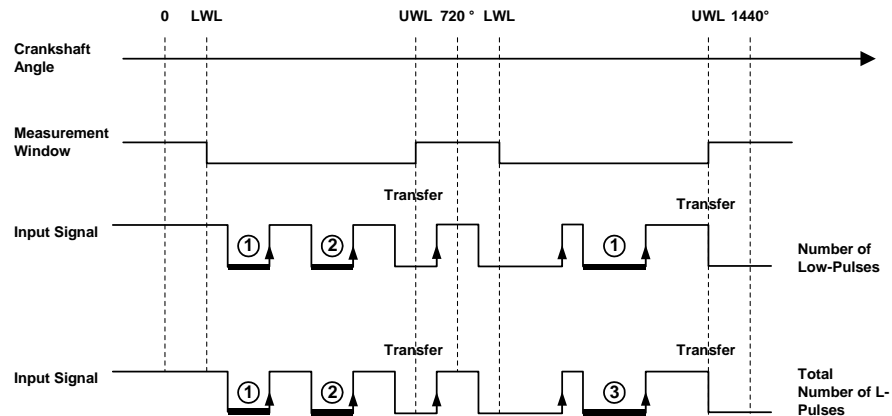 0 LWL UWL 720 ° LWL UWL 1440°
Crankshaft
Angle
Measurement
Window
Transfer
Transfer
Input Signal
1 2 1
Number of
Low-Pulses
Transfer
Transfer
Input Signal
1 2 3
Total
Number of L-
Pulses